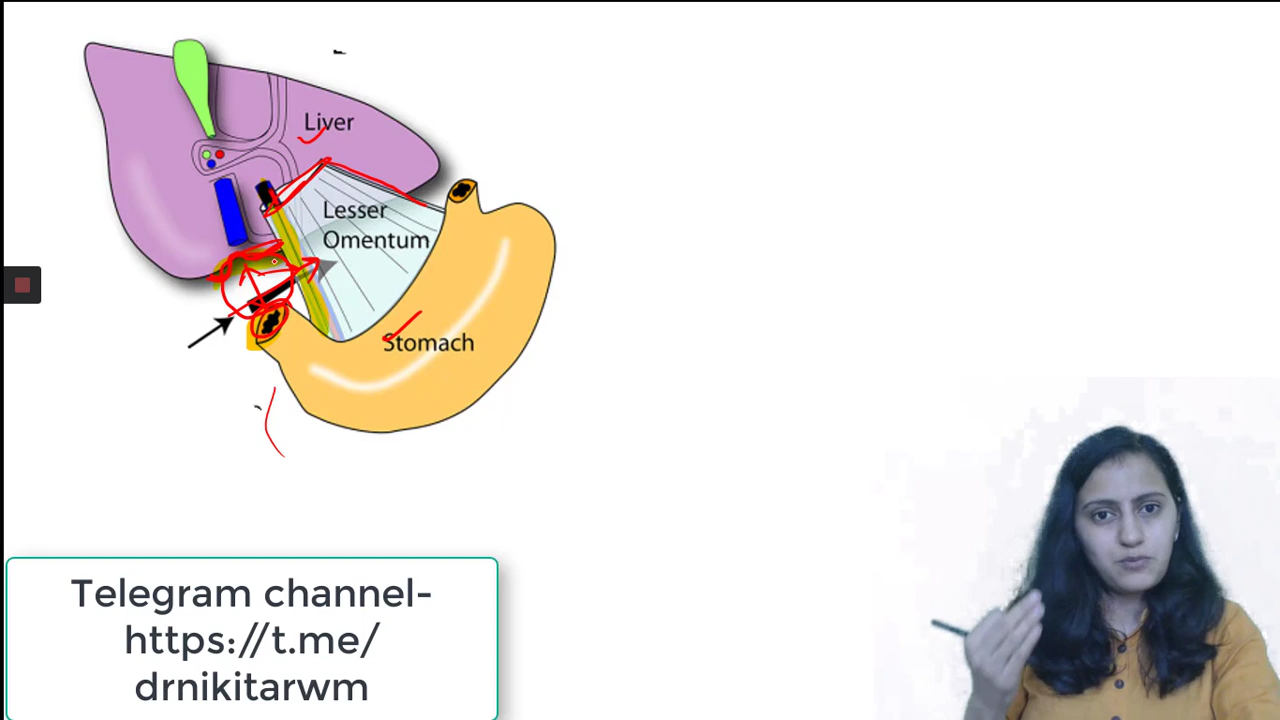 Liver
Lesser
Omentum
Stomach
Telegram channel-
https://t.me/
drnikitarwm